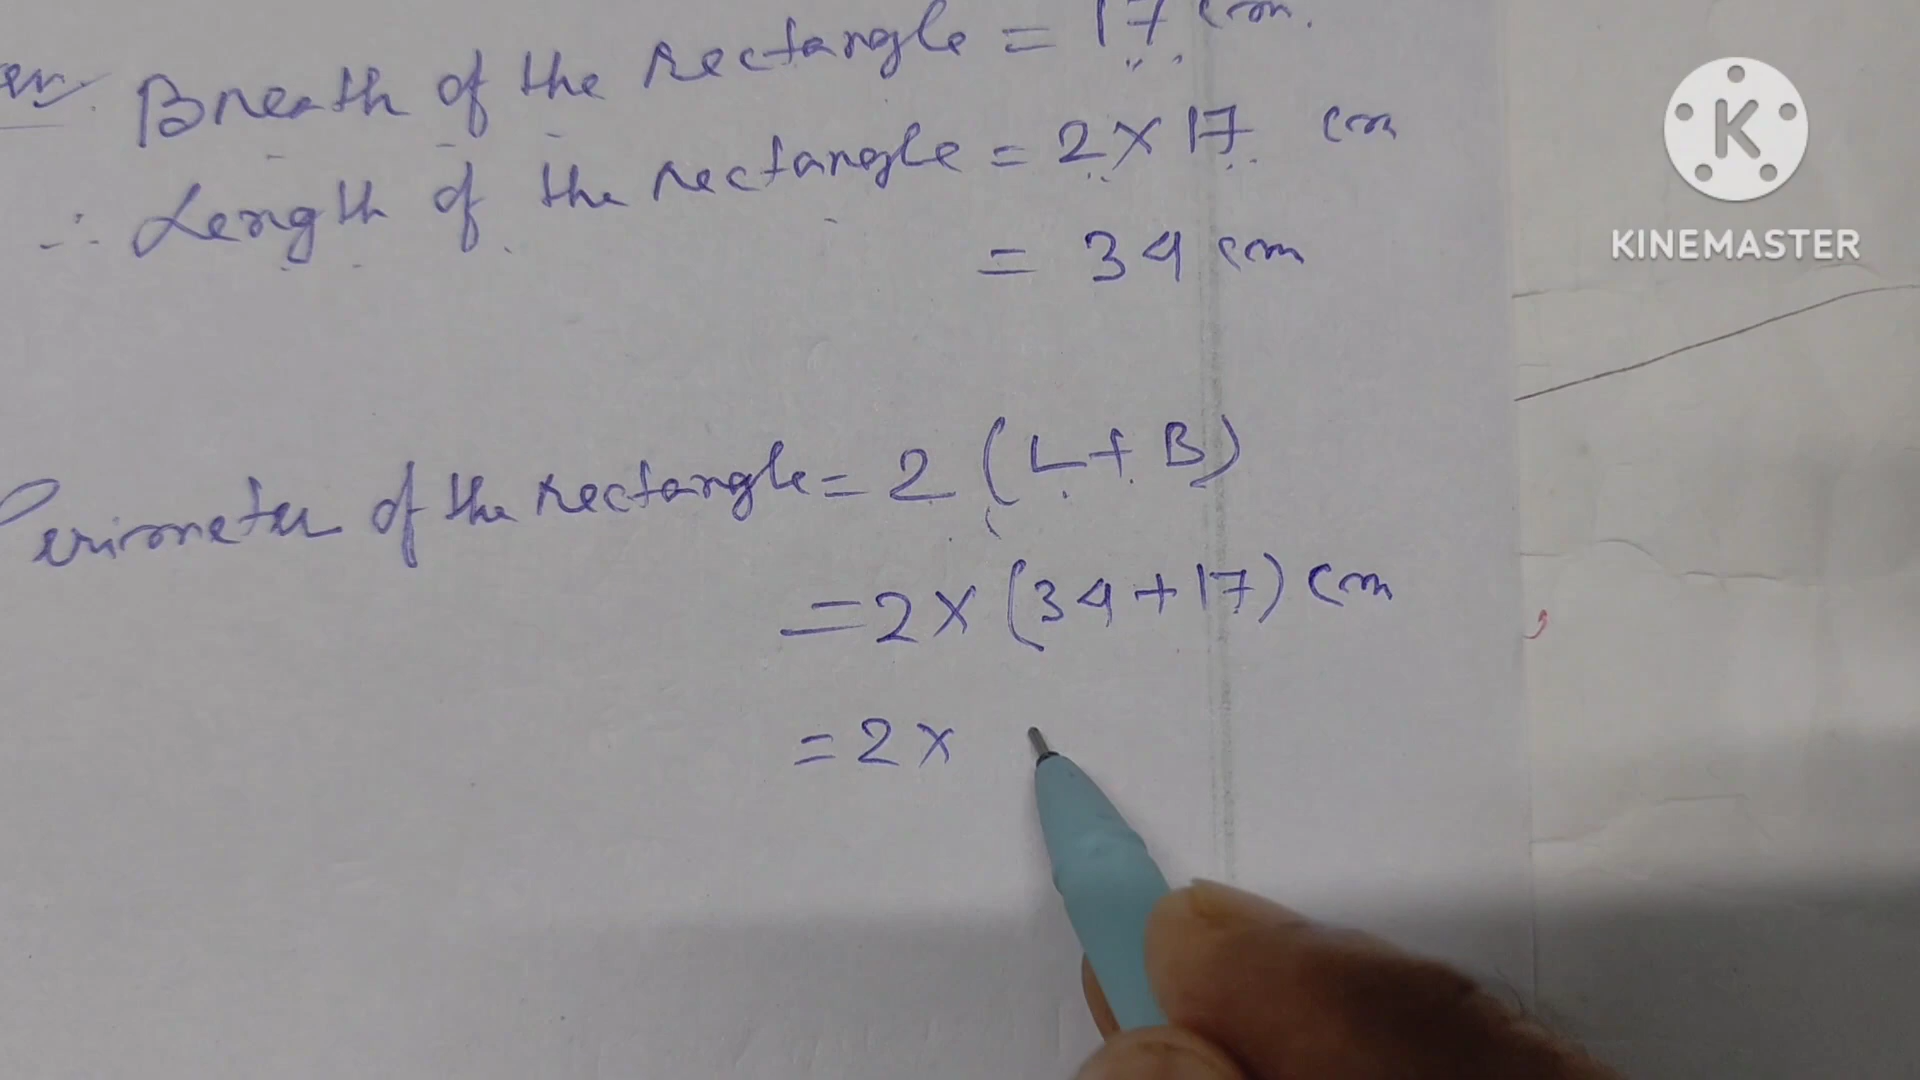 Breath of the rectangle = 17 cm.
∴ Length of the rectangle = 2 × 17 cm
= 34 cm
Perimeter of the rectangle = 2 (L + B)
= 2 × (34 + 17) cm
= 2 ×
K
KINEMASTER